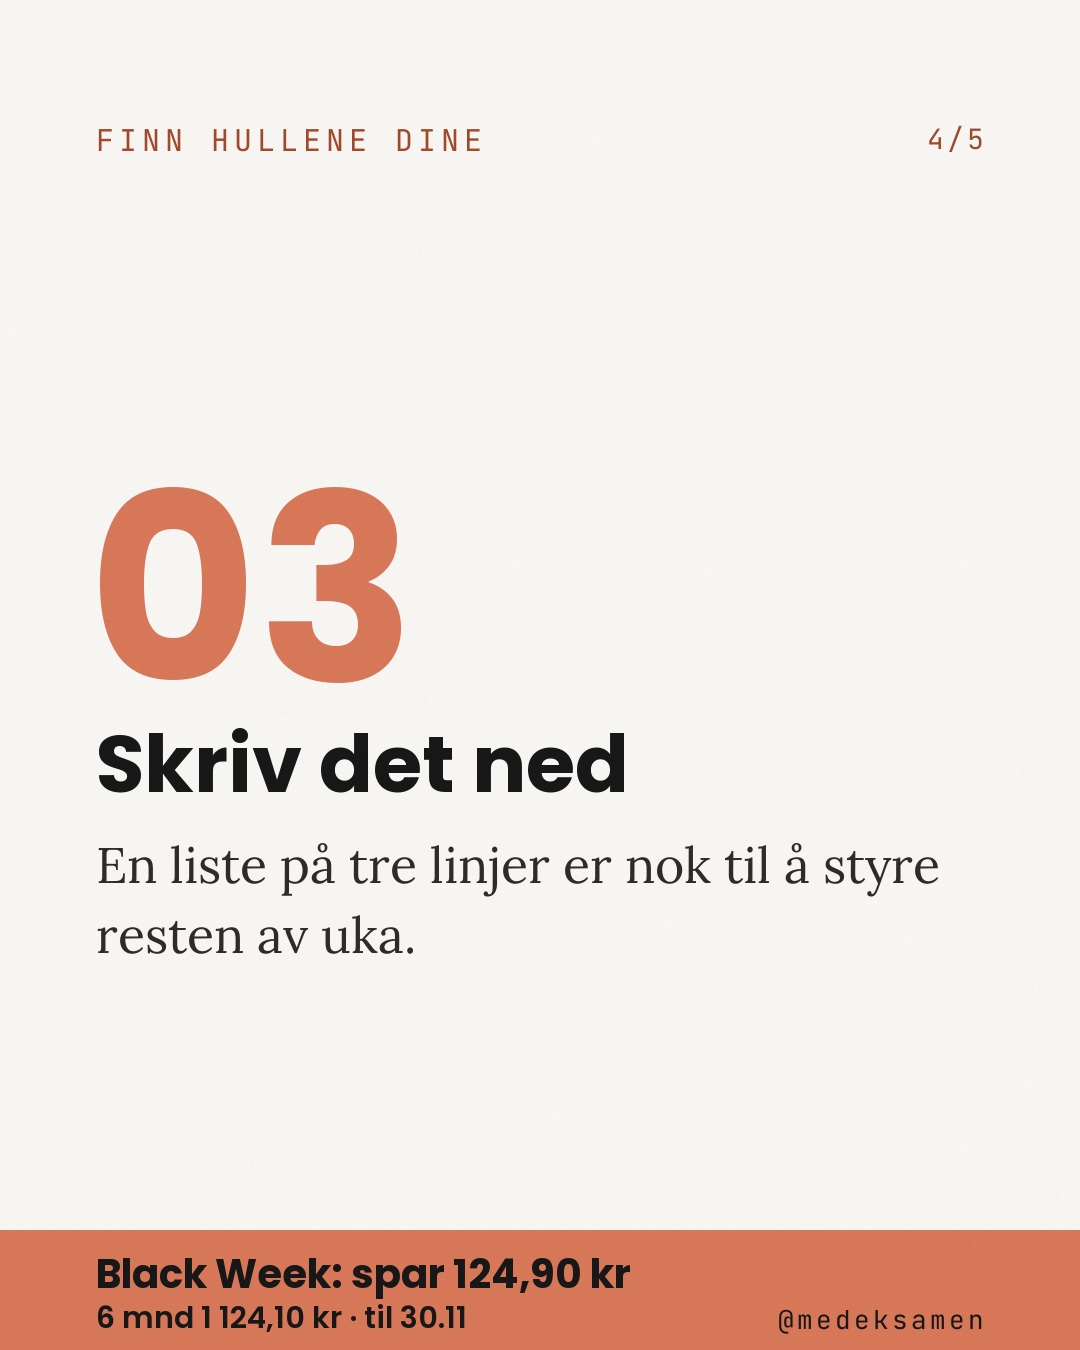 FINN HULLENE DINE
4/5
03
Skriv det ned
En liste på tre linjer er nok til å styre
resten av uka.
Black Week: spar 124,90 kr
6 mnd 1 124,10 kr · til 30.11
@medeksamen